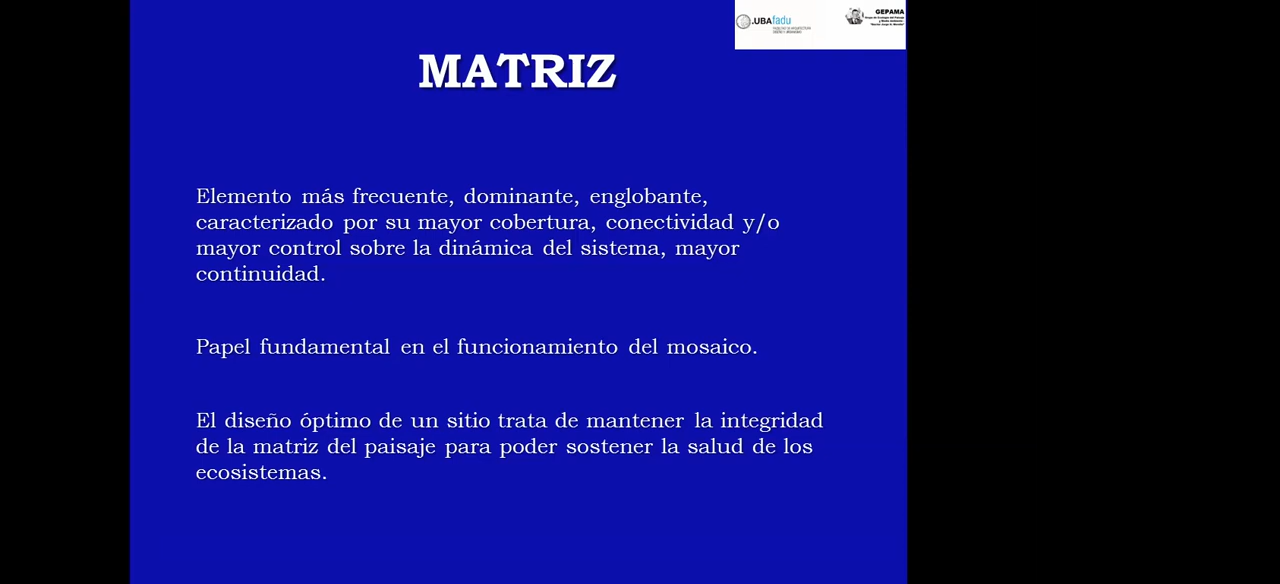 .UBAfadu
GEPAMA
MATRIZ
Elemento más frecuente, dominante, englobante,
caracterizado por su mayor cobertura, conectividad y/o
mayor control sobre la dinámica del sistema, mayor
continuidad.
Papel fundamental en el funcionamiento del mosaico.
El diseño óptimo de un sitio trata de mantener la integridad
de la matriz del paisaje para poder sostener la salud de los
ecosistemas.